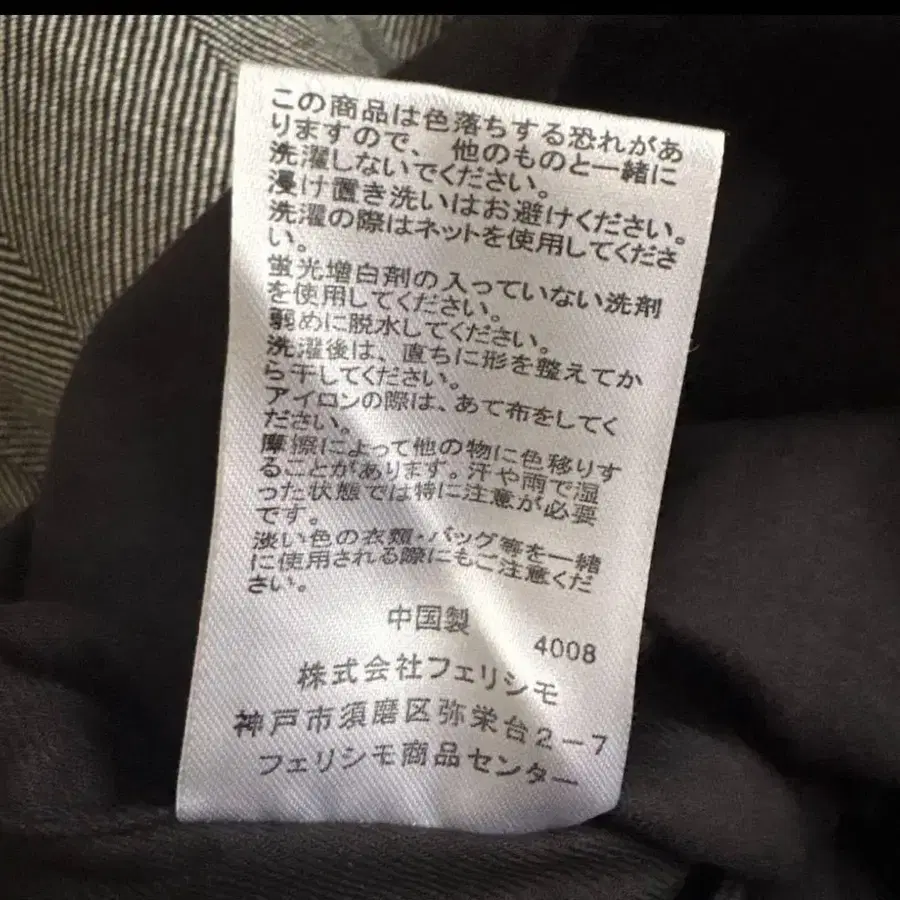 この商品は色落ちする恐れがあ
りますので、他のものと一緒に
洗濯しないでください。
浸け置き洗いはお避けください。
洗濯の際はネットを使用してくださ
い。
蛍光増白剤の入っていない洗剤
を使用してください。
弱めに脱水してください。
洗濯後は、直ちに形を整えてか
ら干してください。
アイロンの際は、あて布をしてく
ださい。
摩擦によって他の物に色移りす
ることがあります。汗や雨で湿
った状態では特に注意が必要
です。
淡い色の衣類・バッグ等を一緒
に使用される際にもご注意くだ
さい。
中国製
4008
株式会社フェリシモ
神戸市須磨区弥栄台2-7
フェリシモ商品センター